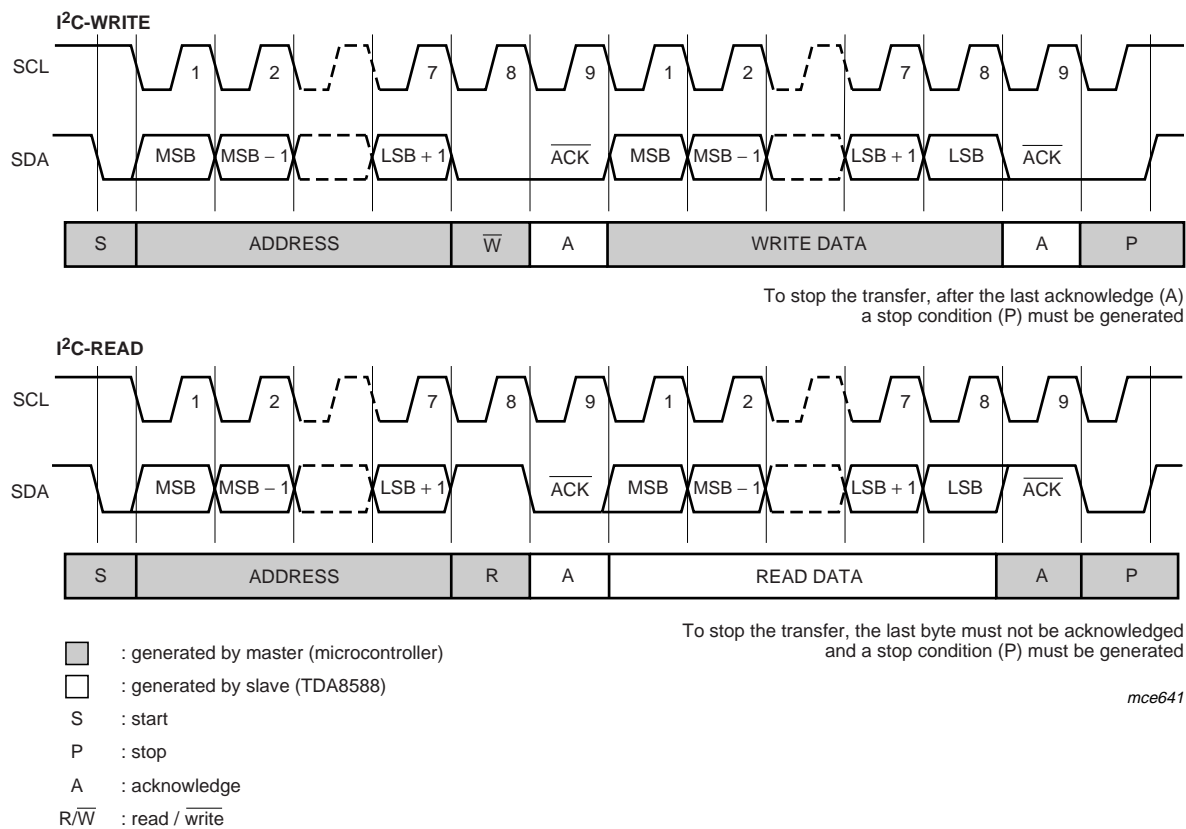 I²C-WRITE
SCL 1 2 7 8 9 1 2 7 8 9
SDA MSB MSB − 1 LSB + 1 A̅C̅K̅ MSB MSB − 1 LSB + 1 LSB A̅C̅K̅
S ADDRESS W̅ A WRITE DATA A P
To stop the transfer, after the last acknowledge (A)
a stop condition (P) must be generated
I²C-READ
SCL 1 2 7 8 9 1 2 7 8 9
SDA MSB MSB − 1 LSB + 1 A̅C̅K̅ MSB MSB − 1 LSB + 1 LSB A̅C̅K̅
S ADDRESS R A READ DATA A P
To stop the transfer, the last byte must not be acknowledged
and a stop condition (P) must be generated
: generated by master (microcontroller)
: generated by slave (TDA8588)
mce641
S : start
P : stop
A : acknowledge
R/W̅ : read / w̅r̅i̅t̅e̅